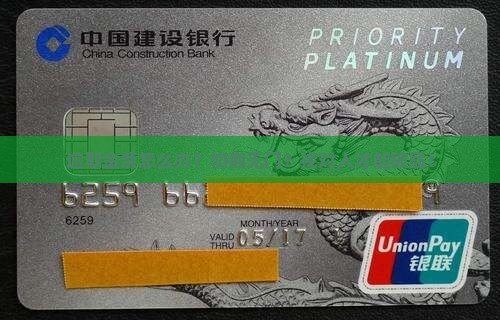 中国建设银行
China Construction Bank
PRIORITY
PLATINUM
6259 66 9
6259
MONTH/YEAR
VALID
THRU 05/17
UnionPay
银联